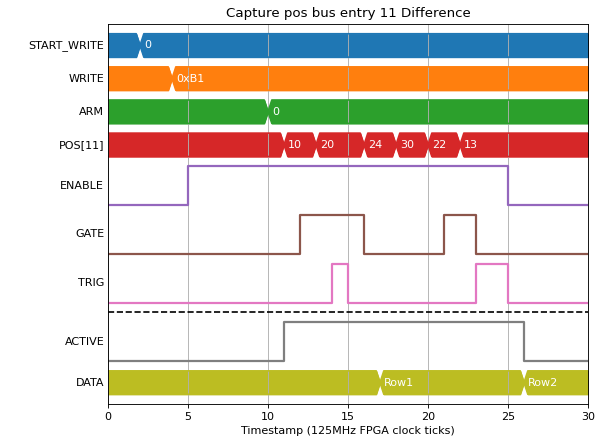 Capture pos bus entry 11 Difference
START_WRITE 0
WRITE 0xB1
ARM 0
POS[11] 10 20 24 30 22 13
ENABLE
GATE
TRIG
ACTIVE
DATA Row1 Row2
0 5 10 15 20 25 30
Timestamp (125MHz FPGA clock ticks)